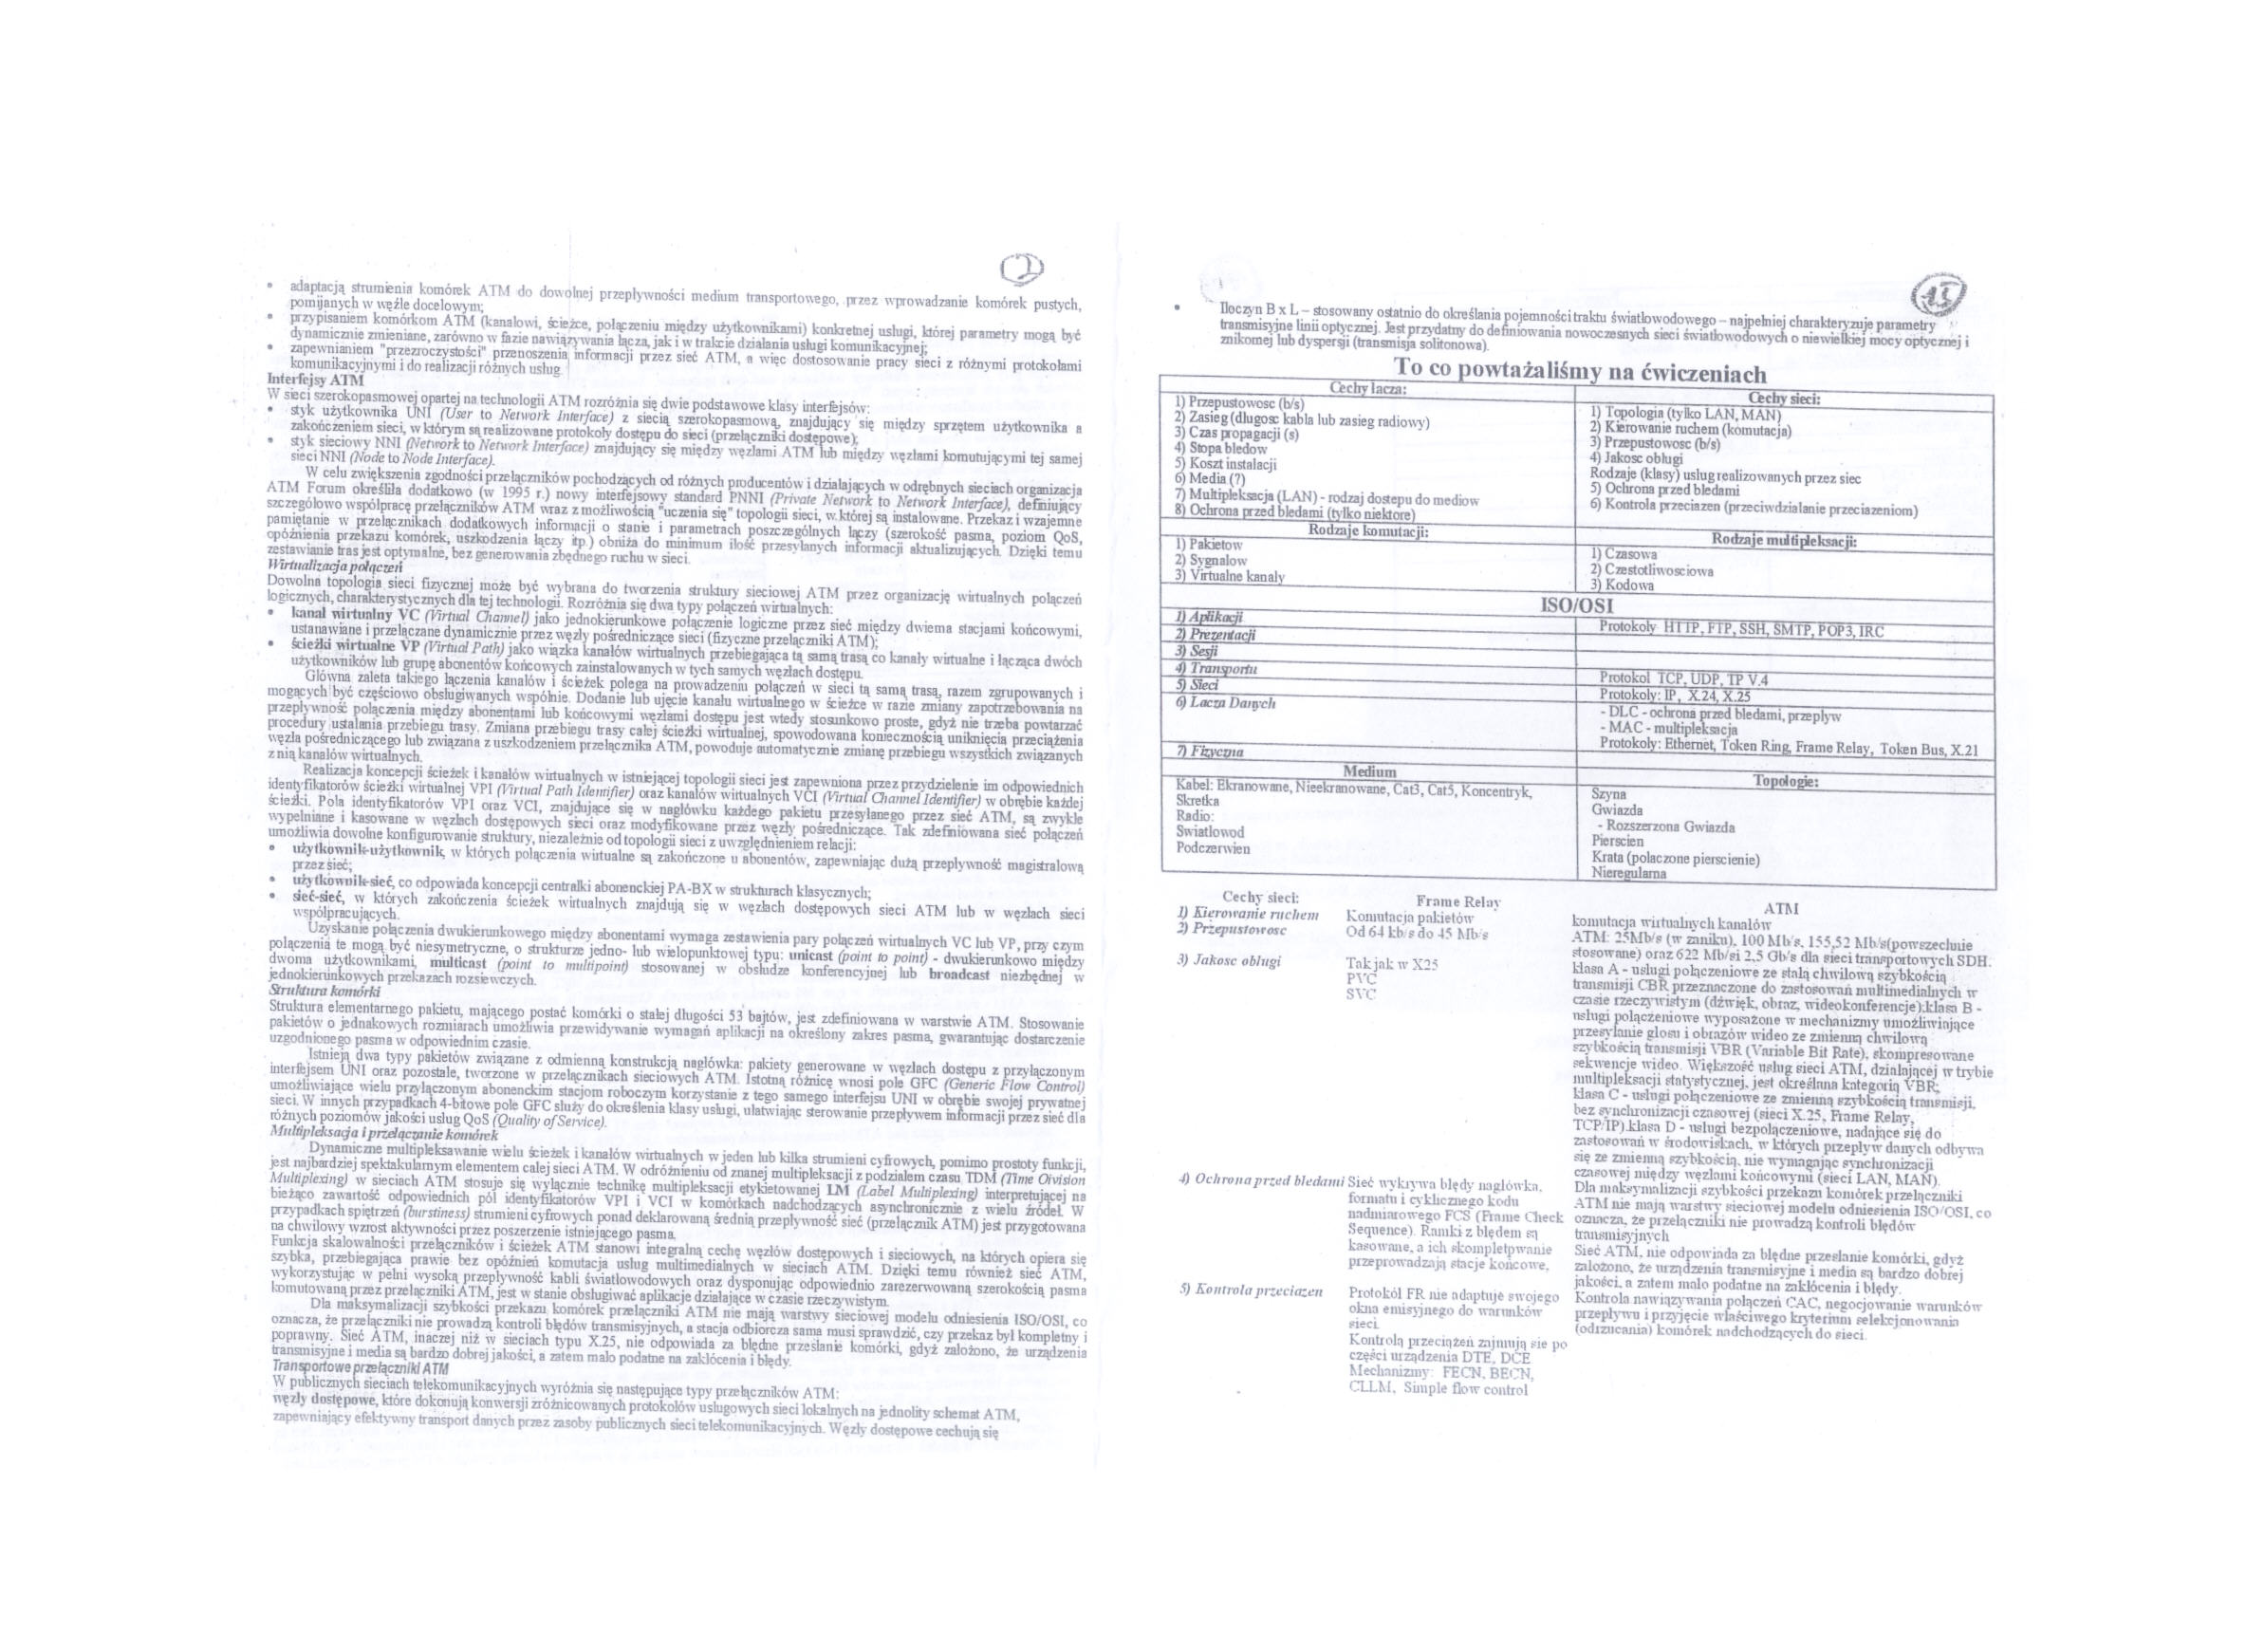 2
• adaptacją strumienia komórek ATM do dowolnej przepływności medium transportowego, przez wprowadzanie komórek pustych,
pomijanych w węźle docelowym;
• przypisaniem komórkom ATM (kanałowi, ścieżce, połączeniu między użytkownikami) konkretnej usługi, której parametry mogą być
dynamicznie zmieniane, zarówno w fazie nawiązywania łącza, jak i w trakcie działania usługi komunikacyjnej;
• zapewnianiem "przezroczystości" przenoszenia informacji przez sieć ATM, a więc dostosowanie pracy sieci z różnymi protokołami
komunikacyjnymi i do realizacji różnych usług
Interfejsy ATM
W sieci szerokopasmowej opartej na technologii ATM rozróżnia się dwie podstawowe klasy interfejsów:
• styk użytkownika UNI (User to Network Interface) z siecią szerokopasmową, znajdujący się między sprzętem użytkownika a
zakończeniem sieci, w którym są realizowane protokoły dostępu do sieci (przełączniki dostępowe);
• styk sieciowy NNI (Network to Network Interface) znajdujący się między węzłami ATM lub między węzłami komutującymi tej samej
sieci NNI (Node to Node Interface).
W celu zwiększenia zgodności przełączników pochodzących od różnych producentów i działających w odrębnych sieciach organizacja
ATM Forum określiła dodatkowo (w 1995 r.) nowy interfejsowy standard PNNI (Private Network to Network Interface), definiujący
szczegółowo współpracę przełączników ATM wraz z możliwością "uczenia się" topologii sieci, w której są instalowane. Przekaz i wzajemne
pamiętanie w przełącznikach dodatkowych informacji o stanie i parametrach poszczególnych łączy (szerokość pasma, poziom QoS,
opóźnienia przekazu komórek, uszkodzenia łączy itp.) obniża do minimum ilość przesyłanych informacji aktualizujących. Dzięki temu
zestawianie tras jest optymalne, bez generowania zbędnego ruchu w sieci.
Wirtualizacja połączeń
Dowolna topologia sieci fizycznej może być wybrana do tworzenia struktury sieciowej ATM przez organizację wirtualnych połączeń
logicznych, charakterystycznych dla tej technologii. Rozróżnia się dwa typy połączeń wirtualnych:
• kanał wirtualny VC (Virtual Channel) jako jednokierunkowe połączenie logiczne przez sieć między dwiema stacjami końcowymi,
ustanawiane i przełączane dynamicznie przez węzły pośredniczące sieci (fizyczne przełączniki ATM);
• ścieżki wirtualne VP (Virtual Path) jako wiązka kanałów wirtualnych przebiegająca tą samą trasą co kanały wirtualne i łącząca dwóch
użytkowników lub grupę abonentów końcowych zainstalowanych w tych samych węzłach dostępu.
Główna zaleta takiego łączenia kanałów i ścieżek polega na prowadzeniu połączeń w sieci tą samą trasą, razem zgrupowanych i
mogących być częściowo obsługiwanych wspólnie. Dodanie lub ujęcie kanału wirtualnego w ścieżce w razie zmiany zapotrzebowania na
przepływność połączenia między abonentami lub końcowymi węzłami dostępu jest wtedy stosunkowo proste, gdyż nie trzeba powtarzać
procedury ustalania przebiegu trasy. Zmiana przebiegu trasy całej ścieżki wirtualnej, spowodowana koniecznością uniknięcia przeciążenia
węzła pośredniczącego lub związana z uszkodzeniem przełącznika ATM, powoduje automatycznie zmianę przebiegu wszystkich związanych
z nią kanałów wirtualnych.
Realizacja koncepcji ścieżek i kanałów wirtualnych w istniejącej topologii sieci jest zapewniona przez przydzielenie im odpowiednich
identyfikatorów ścieżki wirtualnej VPI (Virtual Path Identifier) oraz kanałów wirtualnych VCI (Virtual Channel Identifier) w obrębie każdej
ścieżki. Pola identyfikatorów VPI oraz VCI, znajdujące się w nagłówku każdego pakietu przesyłanego przez sieć ATM, są zwykle
wypełniane i kasowane w węzłach dostępowych sieci oraz modyfikowane przez węzły pośredniczące. Tak zdefiniowana sieć połączeń
umożliwia dowolne konfigurowanie struktury, niezależnie od topologii sieci z uwzględnieniem relacji:
• użytkownik-użytkownik, w których połączenia wirtualne są zakończone u abonentów, zapewniając dużą przepływność magistralową
przez sieć;
• użytkownik-sieć, co odpowiada koncepcji centralki abonenckiej PA-BX w strukturach klasycznych;
• sieć-sieć, w których zakończenia ścieżek wirtualnych znajdują się w węzłach dostępowych sieci ATM lub w węzłach sieci
współpracujących.
Uzyskanie połączenia dwukierunkowego między abonentami wymaga zestawienia pary połączeń wirtualnych VC lub VP, przy czym
połączenia te mogą być niesymetryczne, o strukturze jedno- lub wielopunktowej typu: unicast (point to point) - dwukierunkowo między
dwoma użytkownikami, multicast (point to multipoint) stosowanej w obsłudze konferencyjnej lub broadcast niezbędnej w
jednokierunkowych przekazach rozsiewczych.
Struktura komórki
Struktura elementarnego pakietu, mającego postać komórki o stałej długości 53 bajtów, jest zdefiniowana w warstwie ATM. Stosowanie
pakietów o jednakowych rozmiarach umożliwia przewidywanie wymagań aplikacji na określony zakres pasma, gwarantując dostarczenie
uzgodnionego pasma w odpowiednim czasie.
Istnieją dwa typy pakietów związane z odmienną konstrukcją nagłówka: pakiety generowane w węzłach dostępu z przyłączonym
interfejsem UNI oraz pozostałe, tworzone w przełącznikach sieciowych ATM. Istotną różnicę wnosi pole GFC (Generic Flow Control)
umożliwiające wielu przyłączonym abonenckim stacjom roboczym korzystanie z tego samego interfejsu UNI w obrębie swojej prywatnej
sieci. W innych przypadkach 4-bitowe pole GFC służy do określenia klasy usługi, ułatwiając sterowanie przepływem informacji przez sieć dla
różnych poziomów jakości usług QoS (Quality of Service).
Multipleksacja i przełączanie komórek
Dynamiczne multipleksawanie wielu ścieżek i kanałów wirtualnych w jeden lub kilka strumieni cyfrowych, pomimo prostoty funkcji,
jest najbardziej spektakularnym elementem całej sieci ATM. W odróżnieniu od znanej multipleksacji z podziałem czasu TDM (Time Oivision
Multiplexing) w sieciach ATM stosuje się wyłącznie technikę multipleksacji etykietowanej LM (Label Multiplexing) interpretującej na
bieżąco zawartość odpowiednich pól identyfikatorów VPI i VCI w komórkach nadchodzących asynchronicznie z wielu źródeł. W
przypadkach spiętrzeń (burstiness) strumieni cyfrowych ponad deklarowaną średnią przepływność sieć (przełącznik ATM) jest przygotowana
na chwilowy wzrost aktywności przez poszerzenie istniejącego pasma.
Funkcja skalowalności przełączników i ścieżek ATM stanowi integralną cechę węzłów dostępowych i sieciowych, na których opiera się
szybka, przebiegająca prawie bez opóźnień komutacja usług multimedialnych w sieciach ATM. Dzięki temu również sieć ATM,
wykorzystując w pełni wysoką przepływność kabli światłowodowych oraz dysponując odpowiednio zarezerwowaną szerokością pasma
komutowaną przez przełączniki ATM, jest w stanie obsługiwać aplikacje działające w czasie rzeczywistym.
Dla maksymalizacji szybkości przekazu komórek przełączniki ATM nie mają warstwy sieciowej modelu odniesienia ISO/OSI, co
oznacza, że przełączniki nie prowadzą kontroli błędów transmisyjnych, a stacja odbiorcza sama musi sprawdzić, czy przekaz był kompletny i
poprawny. Sieć ATM, inaczej niż w sieciach typu X.25, nie odpowiada za błędne przesłanie komórki, gdyż założono, że urządzenia
transmisyjne i media są bardzo dobrej jakości, a zatem mało podatne na zakłócenia i błędy.
Transportowe przełączniki ATM
W publicznych sieciach telekomunikacyjnych wyróżnia się następujące typy przełączników ATM:
węzły dostępowe, które dokonują konwersji zróżnicowanych protokołów usługowych sieci lokalnych na jednolity schemat ATM,
zapewniający efektywny transport danych przez zasoby publicznych sieci telekomunikacyjnych. Węzły dostępowe cechują się
15
• Iloczyn B x L – stosowany ostatnio do określania pojemności traktu światłowodowego – najpełniej charakteryzuje parametry
transmisyjne linii optycznej. Jest przydatny do definiowania nowoczesnych sieci światłowodowych o niewielkiej mocy optycznej i
znikomej lub dyspersji (transmisja solitonowa).
To co powtażaliśmy na ćwiczeniach
Cechy lacza:
1) Przepustowosc (b/s)
2) Zasieg (dlugosc kabla lub zasieg radiowy)
3) Czas propagacji (s)
4) Stopa bledow
5) Koszt instalacji
6) Media (?)
7) Multipleksacja (LAN) - rodzaj dostepu do mediow
8) Ochrona przed bledami (tylko niektore)
Cechy sieci:
1) Topologia (tylko LAN, MAN)
2) Kierowanie ruchem (komutacja)
3) Przepustowosc (b/s)
4) Jakosc oblugi
Rodzaje (klasy) uslug realizowanych przez siec
5) Ochrona przed bledami
6) Kontrola przeciazen (przeciwdzialanie przeciazeniom)
Rodzaje komutacji:
1) Pakietow
2) Sygnalow
3) Virtualne kanaly
Rodzaje multipleksacji:
1) Czasowa
2) Czestotliwosciowa
3) Kodowa
ISO/OSI
1) Aplikacji
Protokoly HTTP, FTP, SSH, SMTP, POP3, IRC
2) Prezentacji
3) Sesji
4) Transportu
Protokol TCP, UDP, TP V.4
5) Sieci
Protokoly: IP, X.24, X.25
6) Lacza Danych
- DLC - ochrona przed bledami, przeplyw
- MAC - multipleksacja
Protokoly: Ethernet, Token Ring, Frame Relay, Token Bus, X.21
7) Fizyczna
Medium
Kabel: Ekranowane, Nieekranowane, Cat3, Cat5, Koncentryk,
Skretka
Radio:
Swiatlowod
Podczerwien
Topologie:
Szyna
Gwiazda
- Rozszerzona Gwiazda
Pierscien
Krata (polaczone pierscienie)
Nieregularna
Cechy sieci:
Frame Relay
ATM
1) Kierowanie ruchem
Komutacja pakietów
komutacja wirtualnych kanałów
2) Przepustowosc
Od 64 kb/s do 45 Mb/s
ATM: 25Mb/s (w zaniku), 100 Mb/s, 155,52 Mb/s(powszechnie
stosowane) oraz 622 Mb/si 2,5 Gb/s dla sieci transportowych SDH.
3) Jakosc oblugi
Tak jak w X25
PVC
SVC
klasa A - usługi połączeniowe ze stałą chwilową szybkością
transmisji CBR przeznaczone do zastosowań multimedialnych w
czasie rzeczywistym (dźwięk, obraz, wideokonferencje);klasa B -
usługi połączeniowe wyposażone w mechanizmy umożliwiające
przesyłanie głosu i obrazów wideo ze zmienną chwilową
szybkością transmisji VBR (Variable Bit Rate), skompresowane
sekwencje wideo. Większość usług sieci ATM, działającej w trybie
multipleksacji statystycznej, jest określana kategorią VBR;
klasa C - usługi połączeniowe ze zmienną szybkością transmisji,
bez synchronizacji czasowej (sieci X.25, Frame Relay,
TCP/IP).klasa D - usługi bezpołączeniowe, nadające się do
zastosowań w środowiskach, w których przepływ danych odbywa
się ze zmienną szybkością, nie wymagając synchronizacji
czasowej między węzłami końcowymi (sieci LAN, MAN).
4) Ochrona przed bledami
Sieć wykrywa błędy nagłówka,
formatu i cyklicznego kodu
nadmiarowego FCS (Frame Check
Sequence). Ramki z błędem są
kasowane, a ich skompletpwanie
przeprowadzają stacje końcowe,
Dla maksymalizacji szybkości przekazu komórek przełączniki
ATM nie mają warstwy sieciowej modelu odniesienia ISO/OSI, co
oznacza, że przełączniki nie prowadzą kontroli błędów
transmisyjnych
Sieć ATM, nie odpowiada za błędne przesłanie komórki, gdyż
założono, że urządzenia transmisyjne i media są bardzo dobrej
jakości, a zatem mało podatne na zakłócenia i błędy.
5) Kontrola przeciazen
Protokół FR nie adaptuje swojego
okna emisyjnego do warunków
sieci.
Kontrolą przeciążeń zajmują sie po
części urządzenia DTE, DCE
Mechanizmy: FECN, BECN,
CLLM, Simple flow control
Kontrola nawiązywania połączeń CAC, negocjowanie warunków
przepływu i przyjęcie właściwego kryterium selekcjonowania
(odrzucania) komórek nadchodzących do sieci.